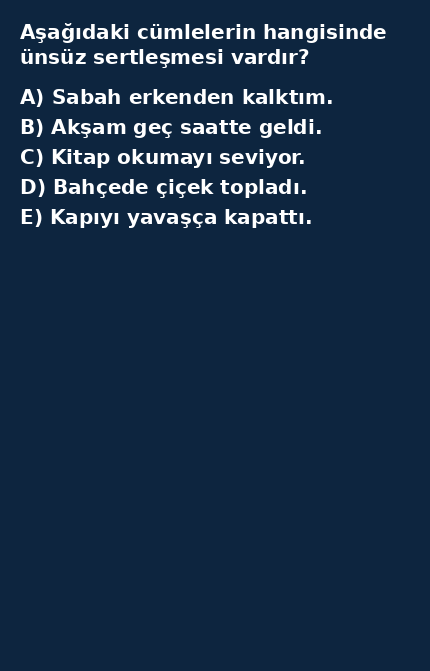 Aşağıdaki cümlelerin hangisinde
ünsüz sertleşmesi vardır?
A) Sabah erkenden kalktım.
B) Akşam geç saatte geldi.
C) Kitap okumayı seviyor.
D) Bahçede çiçek topladı.
E) Kapıyı yavaşça kapattı.